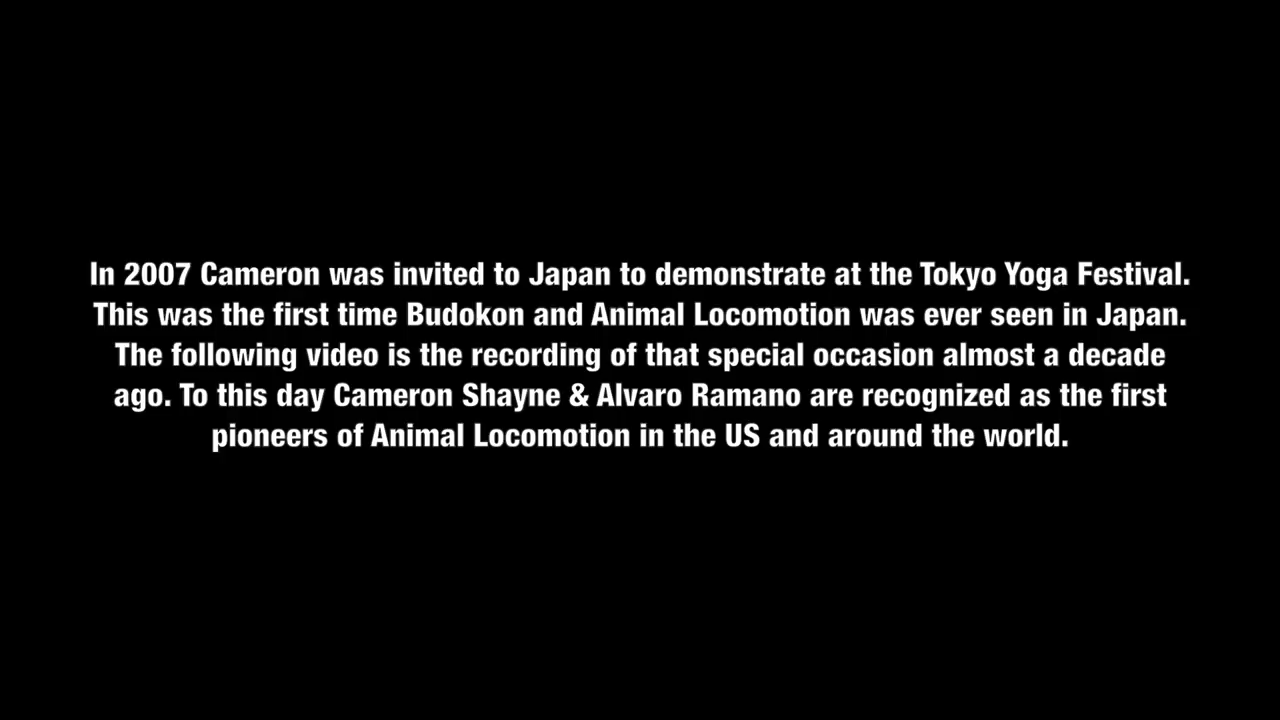 In 2007 Cameron was invited to Japan to demonstrate at the Tokyo Yoga Festival.
This was the first time Budokon and Animal Locomotion was ever seen in Japan.
The following video is the recording of that special occasion almost a decade
ago. To this day Cameron Shayne & Alvaro Ramano are recognized as the first
pioneers of Animal Locomotion in the US and around the world.